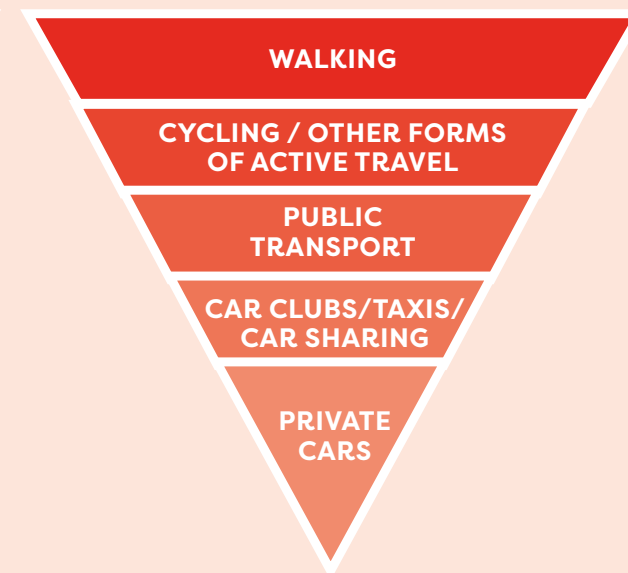 WALKING
CYCLING / OTHER FORMS
OF ACTIVE TRAVEL
PUBLIC
TRANSPORT
CAR CLUBS/TAXIS/
CAR SHARING
PRIVATE
CARS